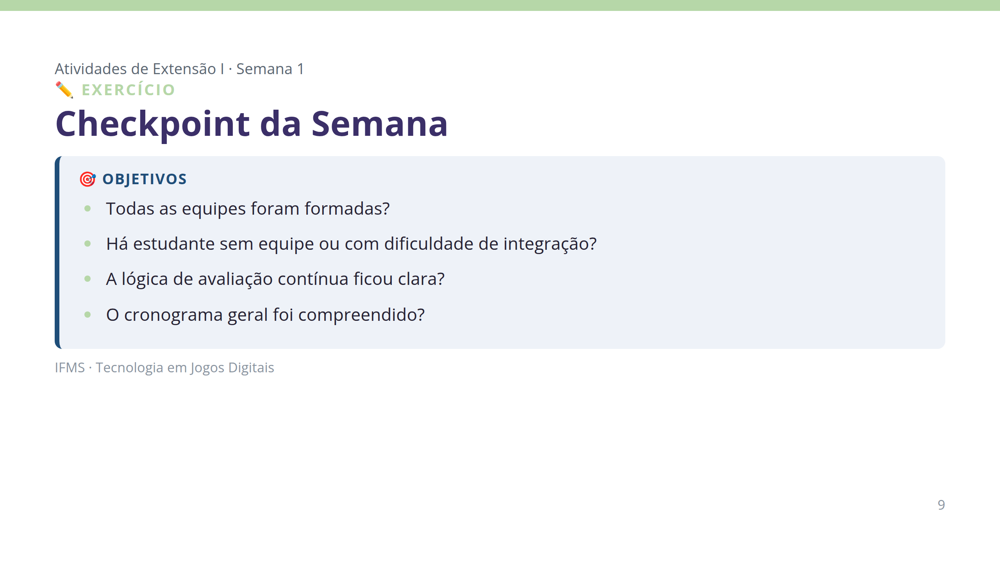 Atividades de Extensão I · Semana 1
✏️ EXERCÍCIO
Checkpoint da Semana
🎯 OBJETIVOS
Todas as equipes foram formadas?
Há estudante sem equipe ou com dificuldade de integração?
A lógica de avaliação contínua ficou clara?
O cronograma geral foi compreendido?
IFMS · Tecnologia em Jogos Digitais
9